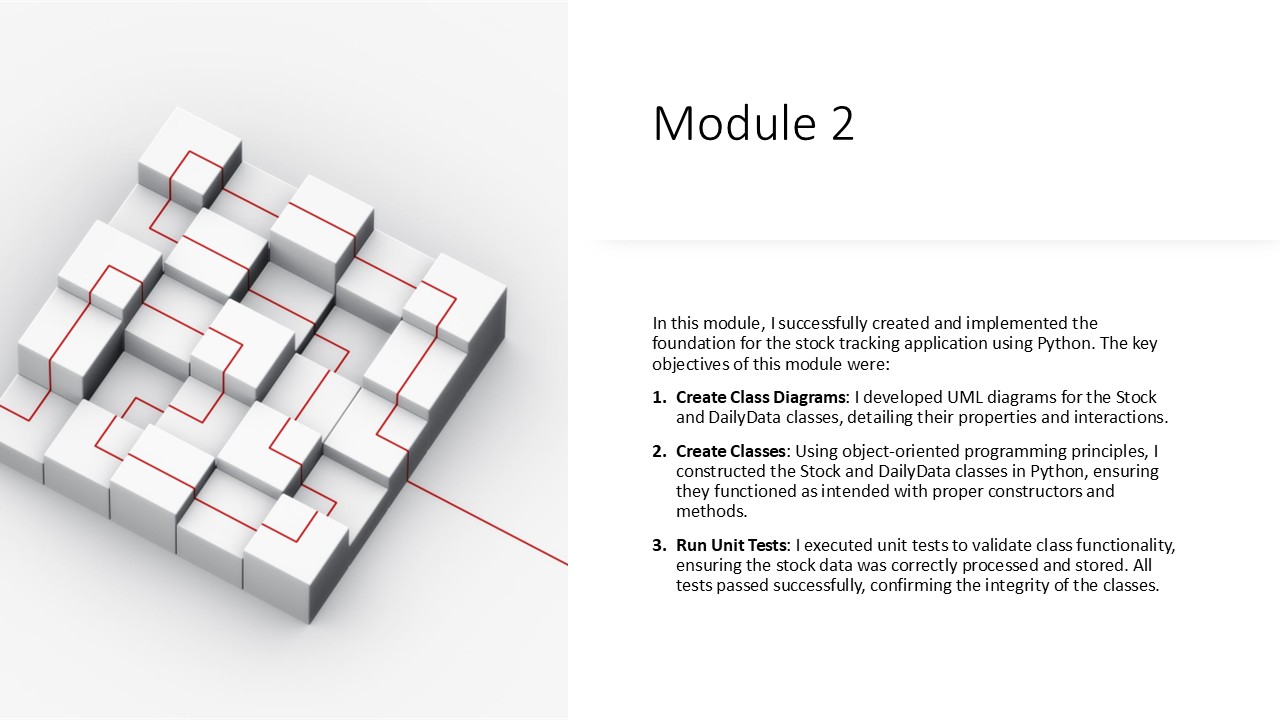 Module 2
In this module, I successfully created and implemented the
foundation for the stock tracking application using Python. The key
objectives of this module were:
1. Create Class Diagrams: I developed UML diagrams for the Stock
and DailyData classes, detailing their properties and interactions.
2. Create Classes: Using object-oriented programming principles, I
constructed the Stock and DailyData classes in Python, ensuring
they functioned as intended with proper constructors and
methods.
3. Run Unit Tests: I executed unit tests to validate class functionality,
ensuring the stock data was correctly processed and stored. All
tests passed successfully, confirming the integrity of the classes.